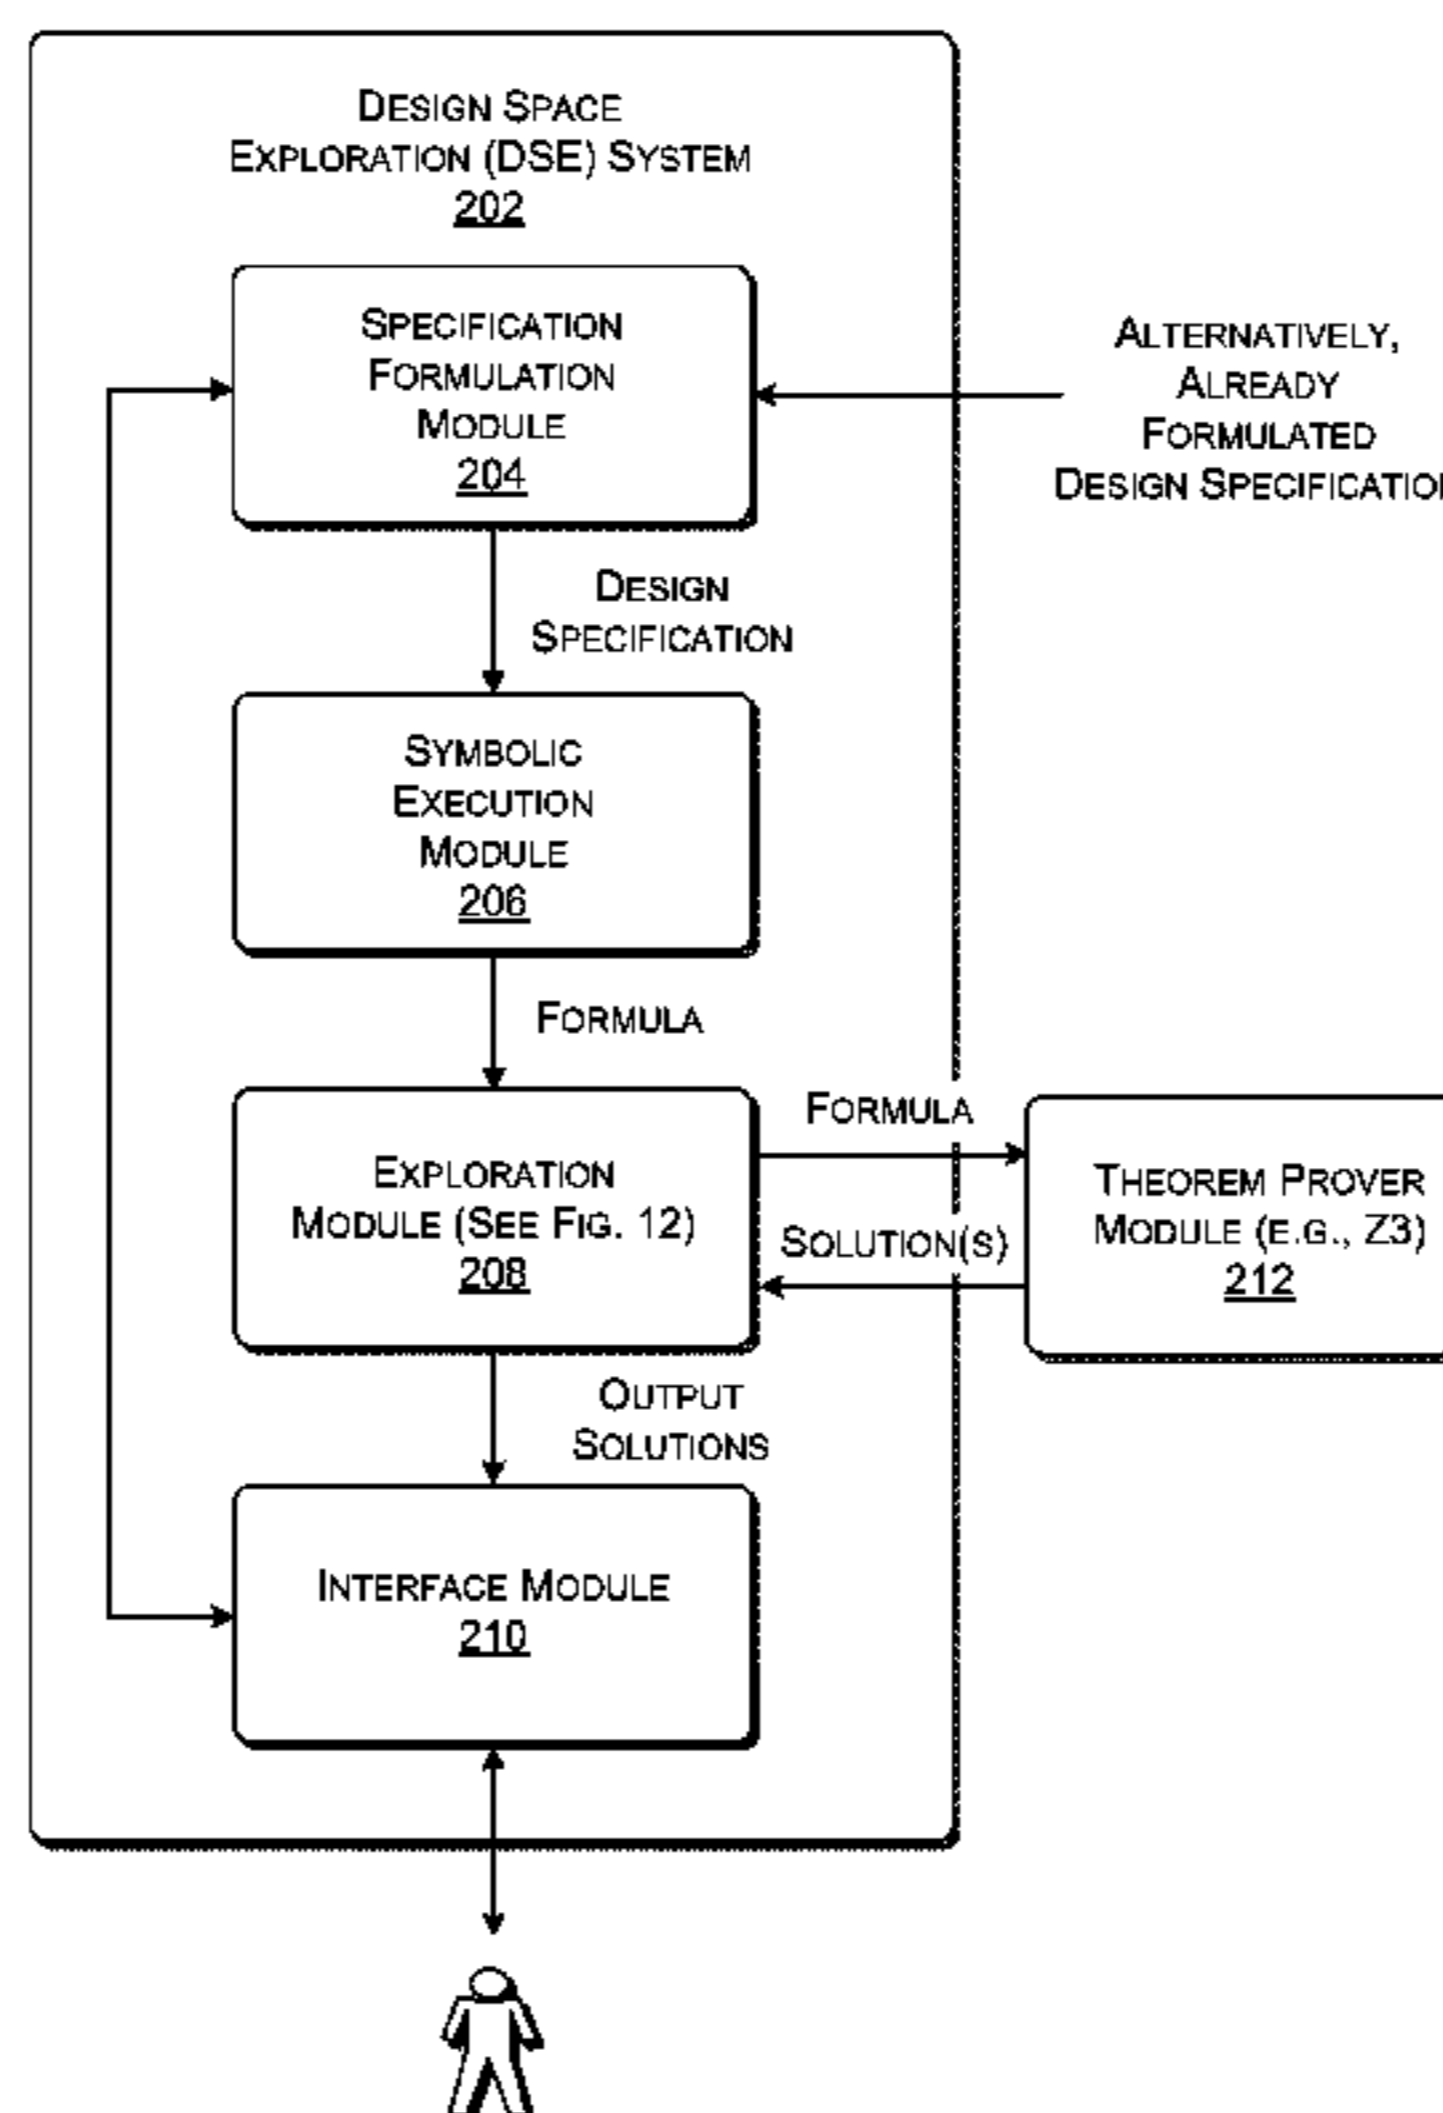 DESIGN SPACE
EXPLORATION (DSE) SYSTEM
202
SPECIFICATION
FORMULATION
MODULE
204
ALTERNATIVELY,
ALREADY
FORMULATED
DESIGN
DESIGN
SPECIFICATION
SYMBOLIC
EXECUTION
MODULE
206
FORMULA
EXPLORATION
MODULE (SEE FIG. 12)
208
FORMULA
SOLUTION(S)
THEOREM PROVER
MODULE (E.G., Z3)
212
OUTPUT
SOLUTIONS
INTERFACE MODULE
210